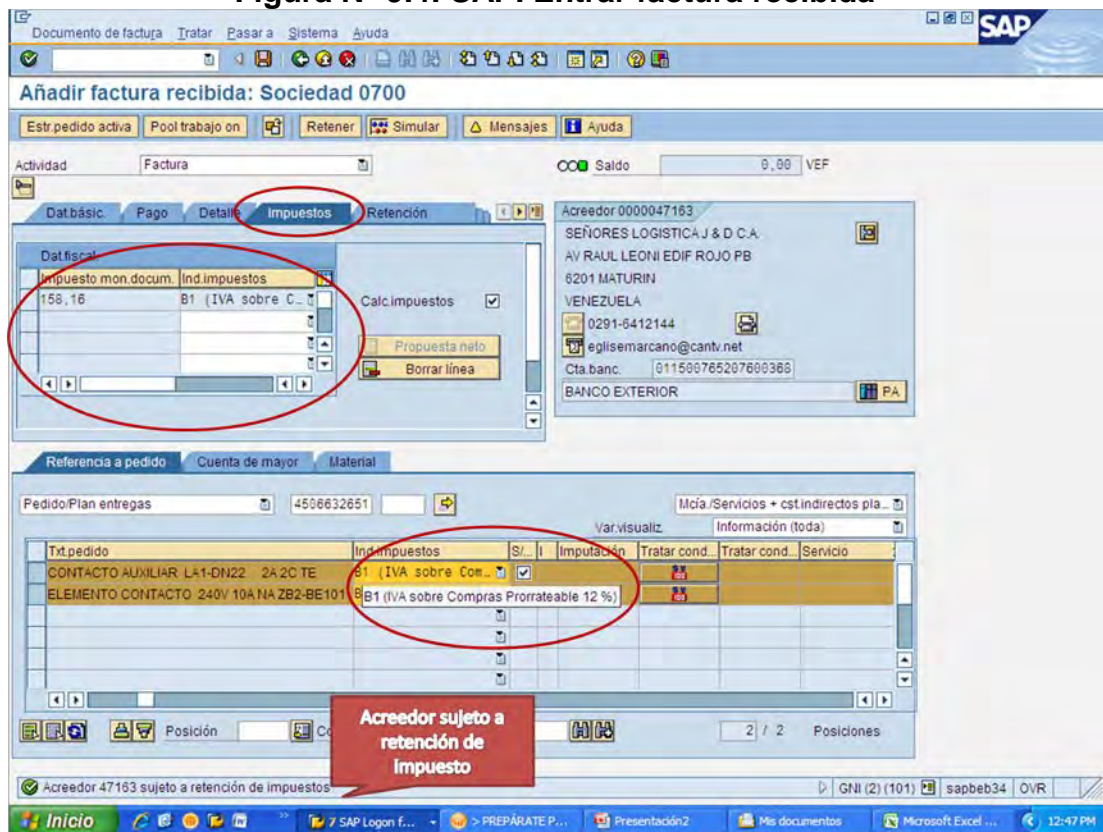 SAP
Documento de factura Tratar Pasar a Sistema Ayuda
Añadir factura recibida: Sociedad 0700
Estr.pedido activa Pool trabajo on Retener Simular Mensajes Ayuda
Actividad Factura Saldo 0,00 VEF
Dat.básic. Pago Detalle Impuestos Retención
Acreedor 0000047163
SEÑORES LOGISTICA J & D C.A.
AV RAUL LEONI EDIF ROJO PB
6201 MATURIN
VENEZUELA
0291-6412144
eglisemarcano@cantv.net
Cta.banc. 011500765207600368
BANCO EXTERIOR PA
Dat.fiscal.
Impuesto mon.docum. Ind.impuestos
158,16 B1 (IVA sobre C…
Calc.impuestos
Propuesta neto
Borrar línea
Referencia a pedido Cuenta de mayor Material
Pedido/Plan entregas 4506632651 Mcía./Servicios + cst.indirectos pla…
Var.visualiz. Información (toda)
Txt.pedido Ind.impuestos S/... I Imputación Tratar cond... Tratar cond... Servicio
CONTACTO AUXILIAR LA1-DN22 2A 2C TE B1 (IVA sobre Com…
ELEMENTO CONTACTO 240V 10A NA ZB2-BE101 B
B1 (IVA sobre Compras Prorrateable 12 %)
Posición Co 2 / 2 Posiciones
Acreedor sujeto a
retención de
impuesto
Acreedor 47163 sujeto a retención de impuestos GNI (2) (101) sapbeb34 OVR
Inicio 7 SAP Logon f... > PREPÁRATE P... Presentación2 Mis documentos Microsoft Excel ... 12:47 PM